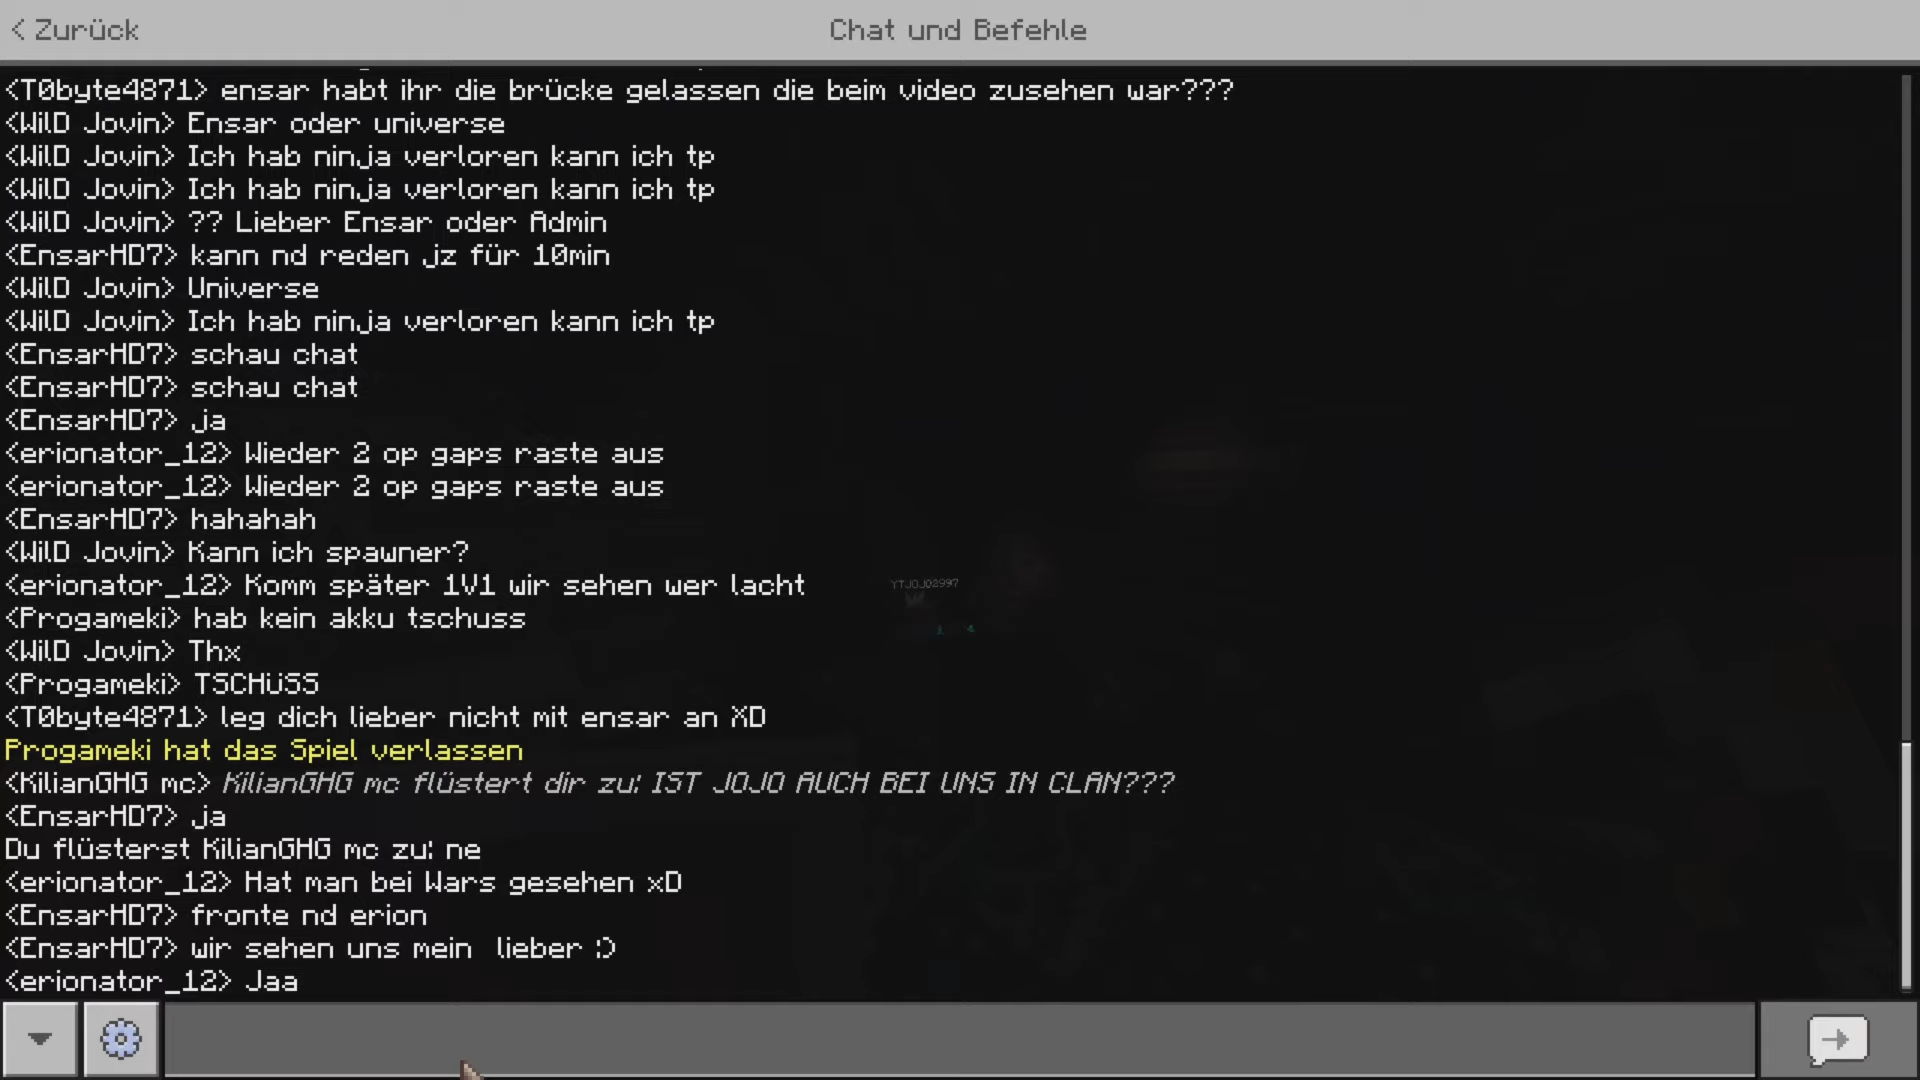 < Zurück
Chat und Befehle
<T0byte4871> ensar habt ihr die brücke gelassen die beim video zusehen war???
<WilD Jovin> Ensar oder universe
<WilD Jovin> Ich hab ninja verloren kann ich tp
<WilD Jovin> Ich hab ninja verloren kann ich tp
<WilD Jovin> ?? Lieber Ensar oder Admin
<EnsarHD7> kann nd reden jz für 10min
<WilD Jovin> Universe
<WilD Jovin> Ich hab ninja verloren kann ich tp
<EnsarHD7> schau chat
<EnsarHD7> schau chat
<EnsarHD7> ja
<erionator_12> Wieder 2 op gaps raste aus
<erionator_12> Wieder 2 op gaps raste aus
<EnsarHD7> hahahah
<WilD Jovin> Kann ich spawner?
<erionator_12> Komm später 1V1 wir sehen wer lacht
YTJOJO2997
<Progameki> hab kein akku tschuss
<WilD Jovin> Thx
<Progameki> TSCHÜSS
<T0byte4871> leg dich lieber nicht mit ensar an XD
Progameki hat das Spiel verlassen
<KilianGHG mc> KilianGHG mc flüstert dir zu: IST JOJO AUCH BEI UNS IN CLAN???
<EnsarHD7> ja
Du flüsterst KilianGHG mc zu: ne
<erionator_12> Hat man bei Wars gesehen xD
<EnsarHD7> fronte nd erion
<EnsarHD7> wir sehen uns mein  lieber :)
<erionator_12> Jaa